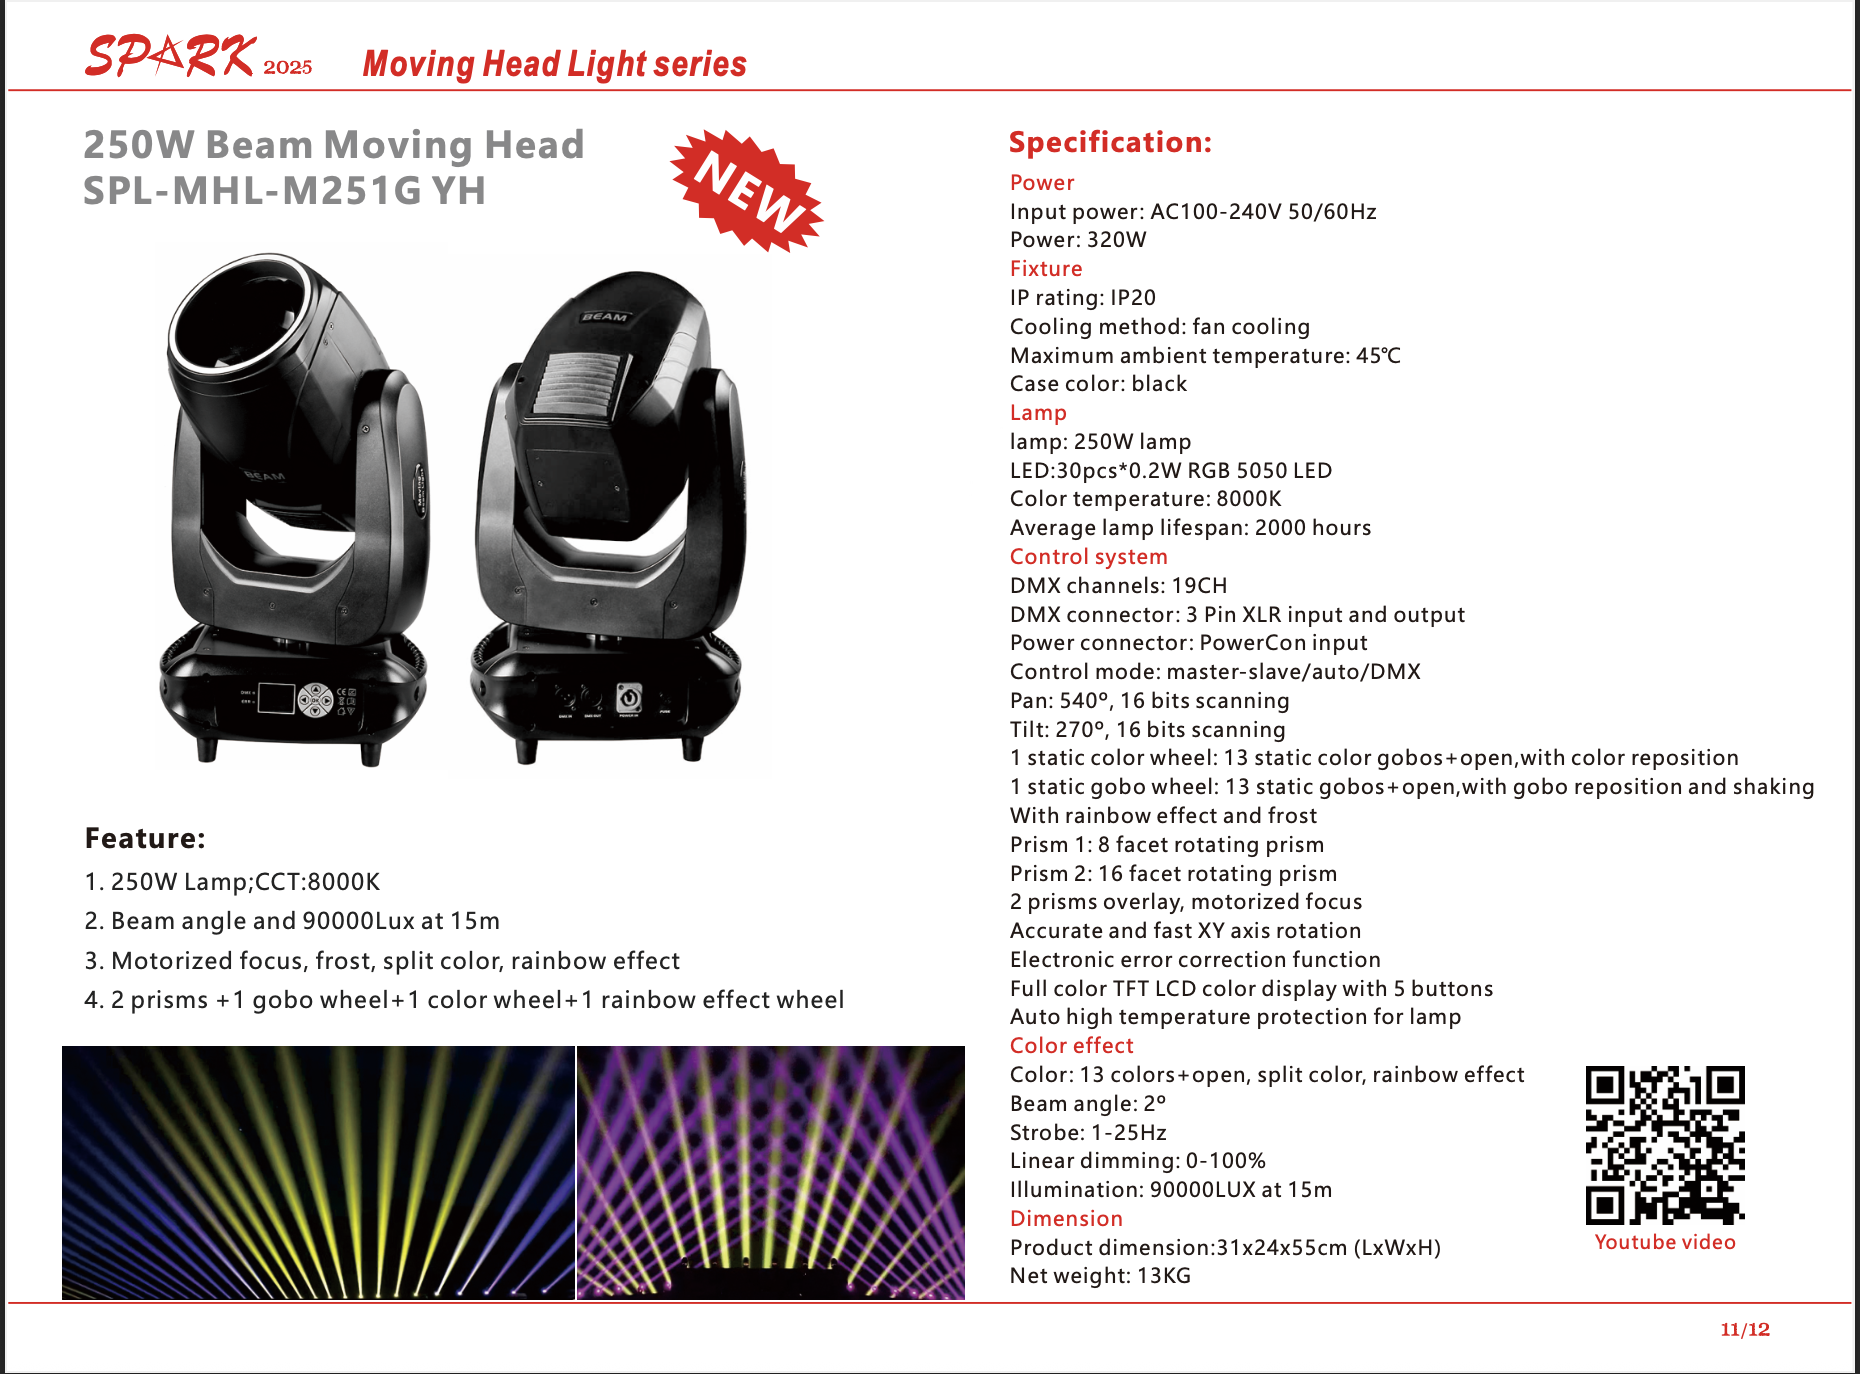 SPARK 2025
Moving Head Light series
250W Beam Moving Head
SPL-MHL-M251G YH
NEW
BEAM
BEAM
DMX IN
DMX OUT
POWER IN
FUSE
Feature:
1. 250W Lamp;CCT:8000K
2. Beam angle and 90000Lux at 15m
3. Motorized focus, frost, split color, rainbow effect
4. 2 prisms +1 gobo wheel+1 color wheel+1 rainbow effect wheel
Specification:
Power
Input power: AC100-240V 50/60Hz
Power: 320W
Fixture
IP rating: IP20
Cooling method: fan cooling
Maximum ambient temperature: 45℃
Case color: black
Lamp
lamp: 250W lamp
LED:30pcs*0.2W RGB 5050 LED
Color temperature: 8000K
Average lamp lifespan: 2000 hours
Control system
DMX channels: 19CH
DMX connector: 3 Pin XLR input and output
Power connector: PowerCon input
Control mode: master-slave/auto/DMX
Pan: 540º, 16 bits scanning
Tilt: 270º, 16 bits scanning
1 static color wheel: 13 static color gobos+open,with color reposition
1 static gobo wheel: 13 static gobos+open,with gobo reposition and shaking
With rainbow effect and frost
Prism 1: 8 facet rotating prism
Prism 2: 16 facet rotating prism
2 prisms overlay, motorized focus
Accurate and fast XY axis rotation
Electronic error correction function
Full color TFT LCD color display with 5 buttons
Auto high temperature protection for lamp
Color effect
Color: 13 colors+open, split color, rainbow effect
Beam angle: 2º
Strobe: 1-25Hz
Linear dimming: 0-100%
Illumination: 90000LUX at 15m
Dimension
Product dimension:31x24x55cm (LxWxH)
Net weight: 13KG
Youtube video
11/12